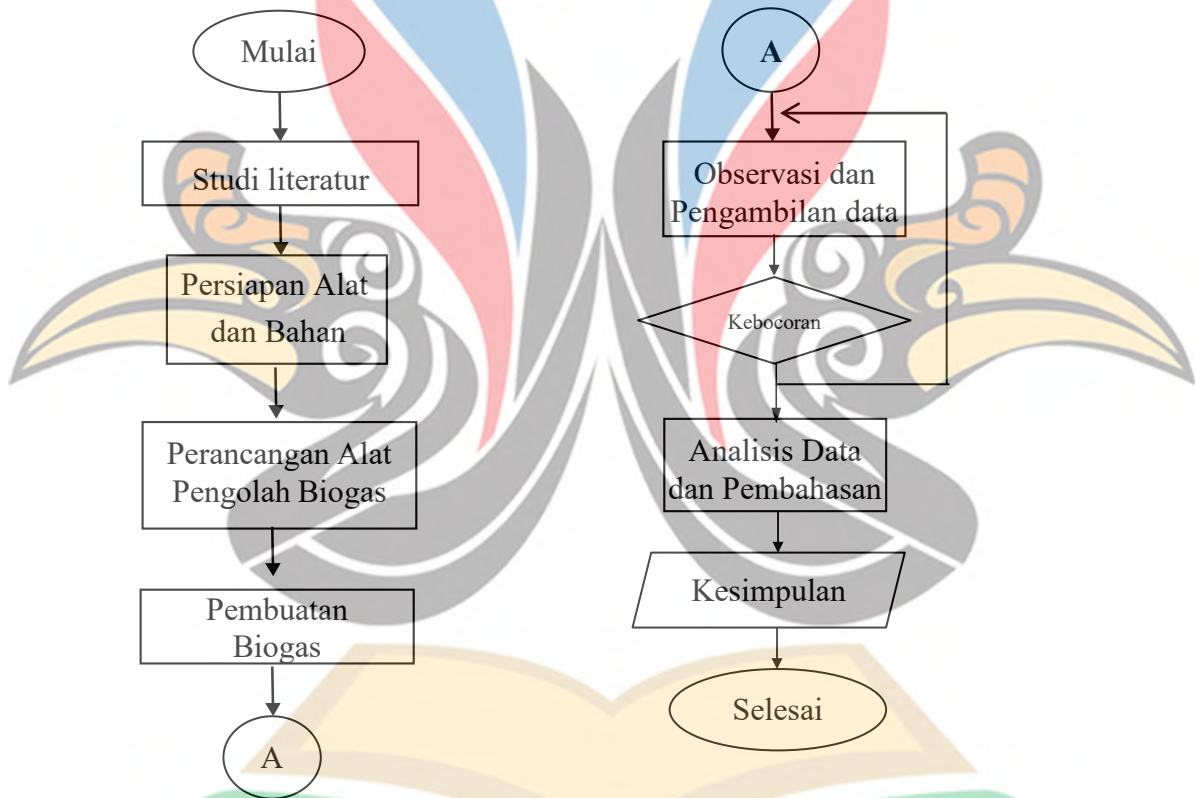 Mulai
Studi literatur
Persiapan Alat
dan Bahan
Perancangan Alat
Pengolah Biogas
Pembuatan
Biogas
A
A
Observasi dan
Pengambilan data
Kebocoran
Analisis Data
dan Pembahasan
Kesimpulan
Selesai